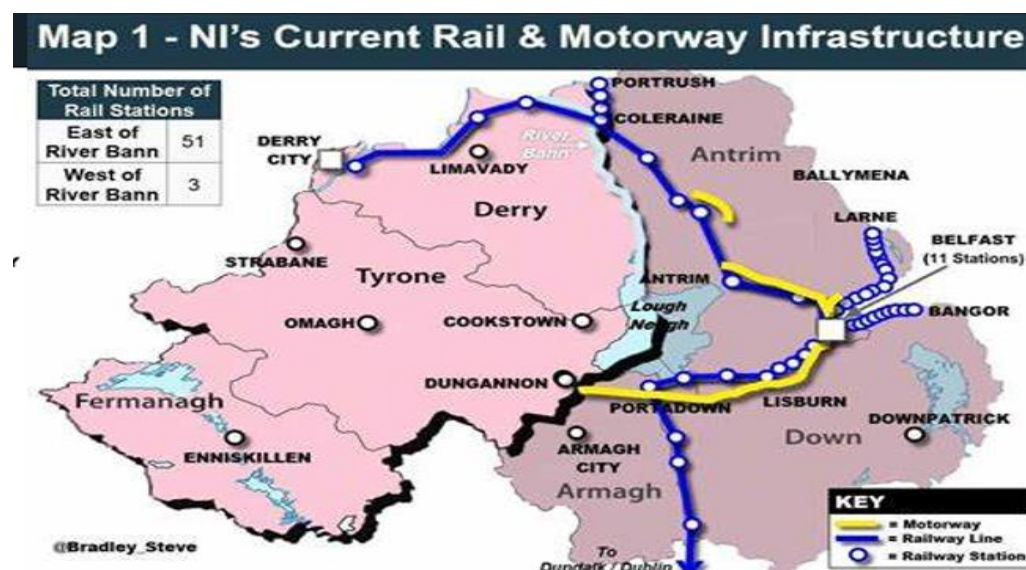 Map 1 - NI's Current Rail & Motorway Infrastructure
Total Number of
Rail Stations
East of
River Bann
51
West of
River Bann
3
PORTRUSH
COLERAINE
DERRY
CITY
River
Bann
LIMAVADY
Antrim
BALLYMENA
Derry
LARNE
BELFAST
(11 Stations)
STRABANE
Tyrone
ANTRIM
Lough
Neagh
OMAGH
COOKSTOWN
BANGOR
DUNGANNON
Fermanagh
PORTADOWN
LISBURN
DOWNPATRICK
Down
ENNISKILLEN
ARMAGH
CITY
Armagh
KEY
= Motorway
= Railway Line
= Railway Station
@Bradley_Steve
To
Dundalk / Dublin